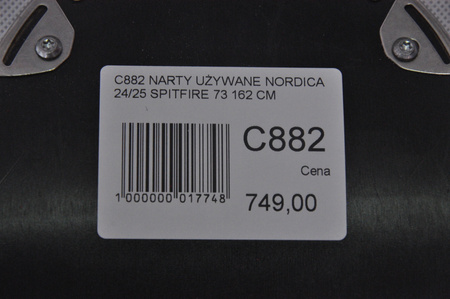 C882 NARTY UŻYWANE NORDICA
24/25 SPITFIRE 73 162 CM
C882
Cena
1 000000 017748
749,00